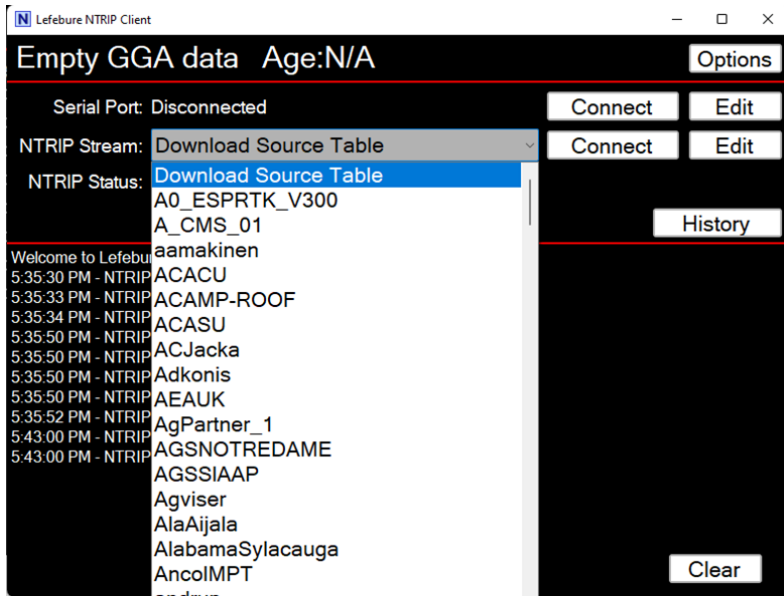 Lefebure NTRIP Client
Empty GGA data Age:N/A
Options
Serial Port: Disconnected
Connect
Edit
NTRIP Stream:
Download Source Table
Connect
Edit
NTRIP Status:
History
Download Source Table
A0_ESPRTK_V300
A_CMS_01
aamakinen
ACACU
ACAMP-ROOF
ACASU
ACJacka
Adkonis
AEAUK
AgPartner_1
AGSNOTREDAME
AGSSIAAP
Agviser
AlaAijala
AlabamaSylacauga
AncolMPT
Welcome to
5:35:30 PM - NTRIP
5:35:33 PM - NTRIP
5:35:34 PM - NTRIP
5:35:50 PM - NTRIP
5:35:50 PM - NTRIP
5:35:50 PM - NTRIP
5:35:50 PM - NTRIP
5:35:52 PM - NTRIP
5:43:00 PM - NTRIP
5:43:00 PM - NTRIP
Clear